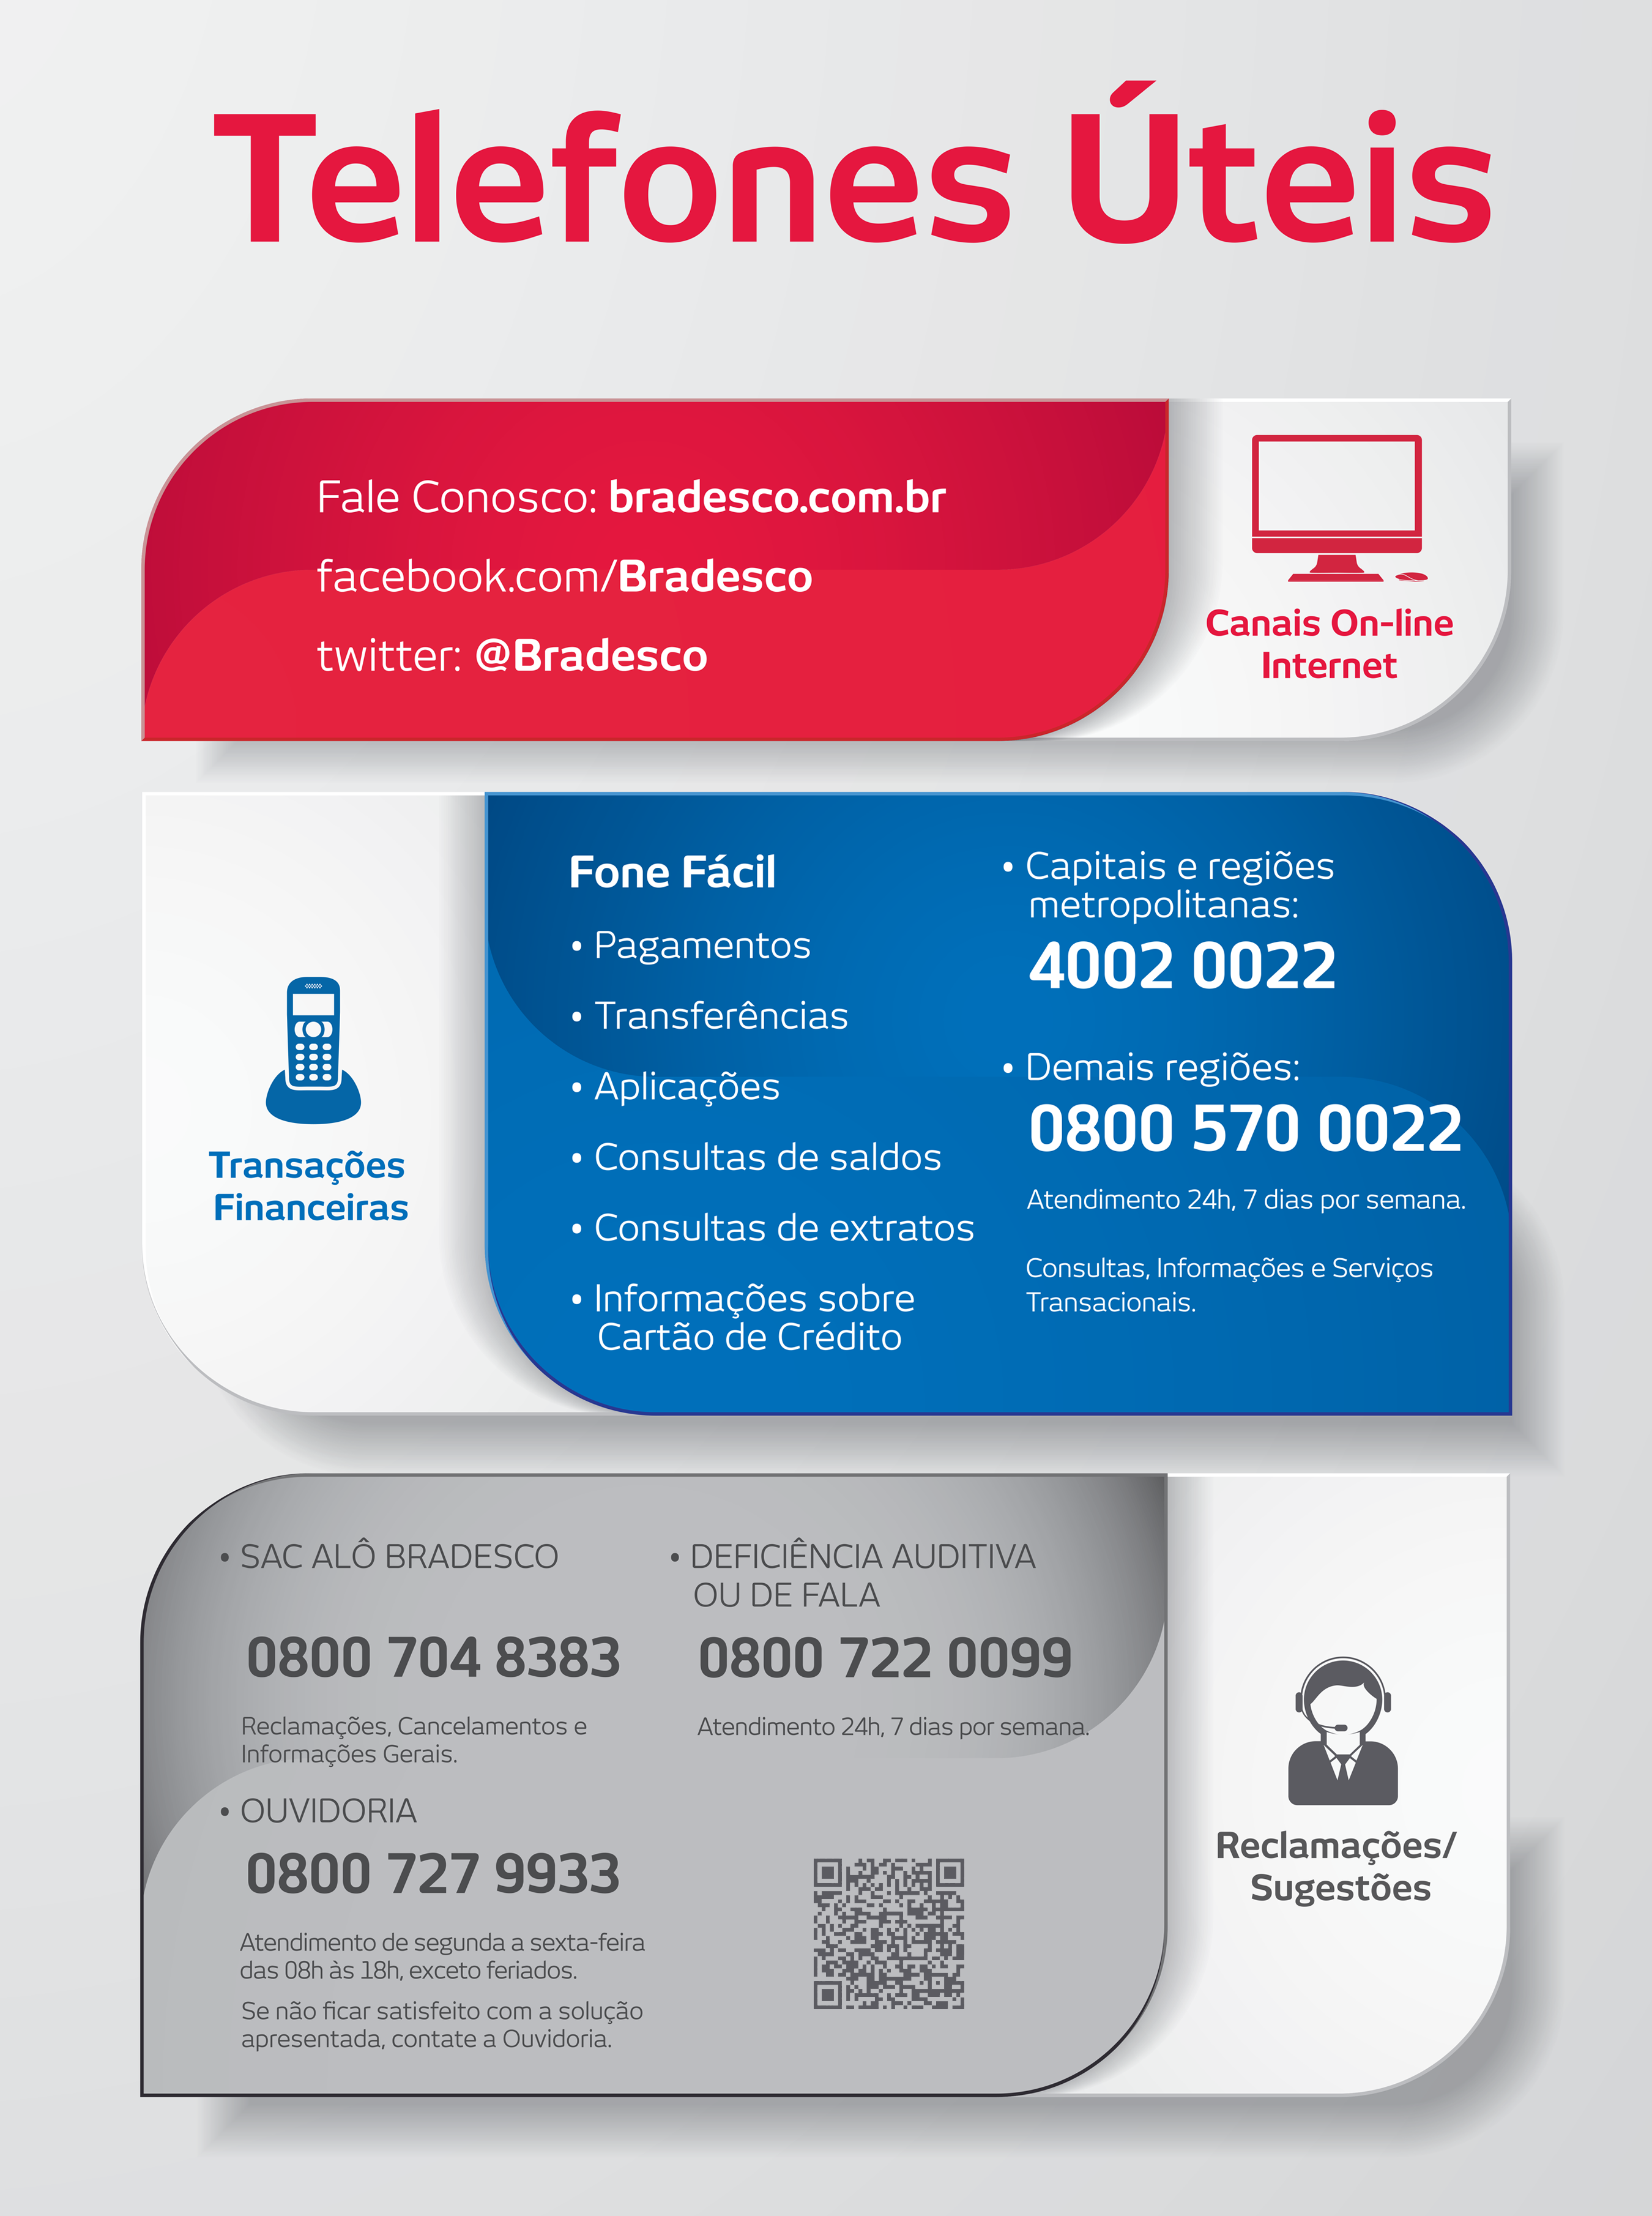 Telefones Úteis
Fale Conosco: bradesco.com.br
facebook.com/Bradesco
twitter: @Bradesco
Canais On-line
Internet
Transações
Financeiras
Fone Fácil
• Pagamentos
• Transferências
• Aplicações
• Consultas de saldos
• Consultas de extratos
• Informações sobre
Cartão de Crédito
• Capitais e regiões
metropolitanas:
4002 0022
• Demais regiões:
0800 570 0022
Atendimento 24h, 7 dias por semana.
Consultas, Informações e Serviços
Transacionais.
• SAC ALÔ BRADESCO
0800 704 8383
Reclamações, Cancelamentos e
Informações Gerais.
• DEFICIÊNCIA AUDITIVA
OU DE FALA
0800 722 0099
Atendimento 24h, 7 dias por semana.
• OUVIDORIA
0800 727 9933
Atendimento de segunda a sexta-feira
das 08h às 18h, exceto feriados.
Se não ficar satisfeito com a solução
apresentada, contate a Ouvidoria.
Reclamações/
Sugestões